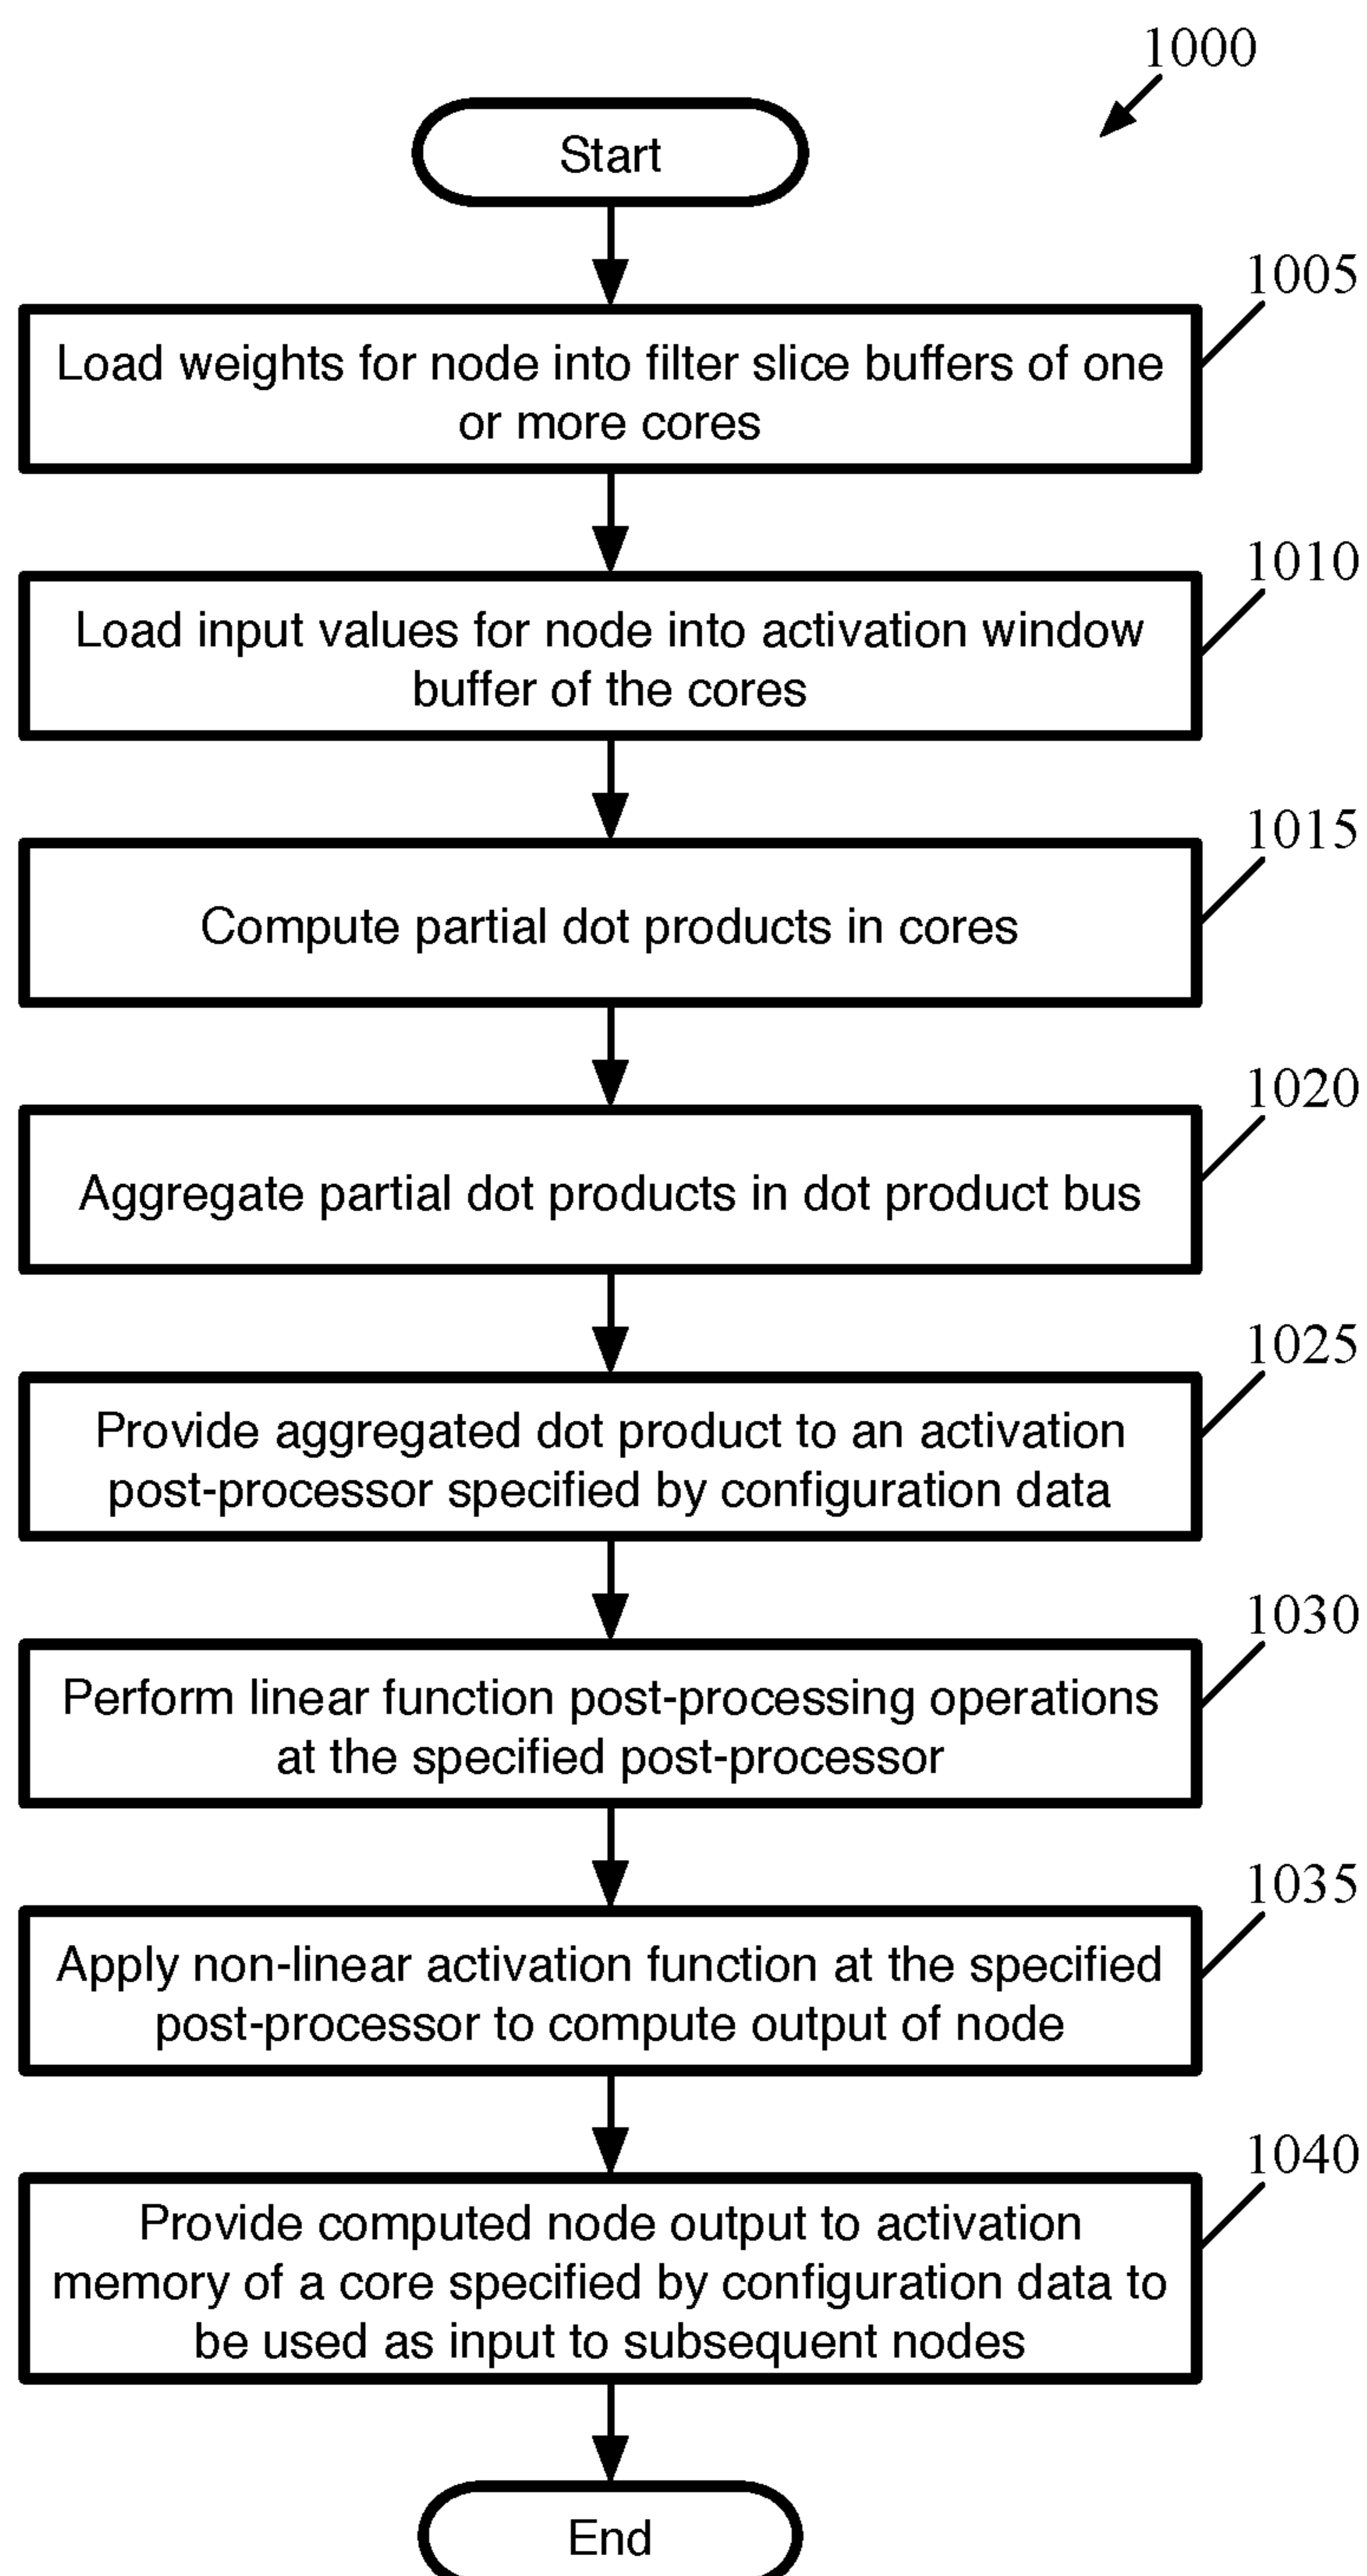 1000
Start
1005
Load weights for node into filter slice buffers of one
or more cores
1010
Load input values for node into activation window
buffer of the cores
1015
Compute partial dot products in cores
1020
Aggregate partial dot products in dot product bus
1025
Provide aggregated dot product to an activation
post-processor specified by configuration data
1030
Perform linear function post-processing operations
at the specified post-processor
1035
Apply non-linear activation function at the specified
post-processor to compute output of node
1040
Provide computed node output to activation
memory of a core specified by configuration data to
be used as input to subsequent nodes
End